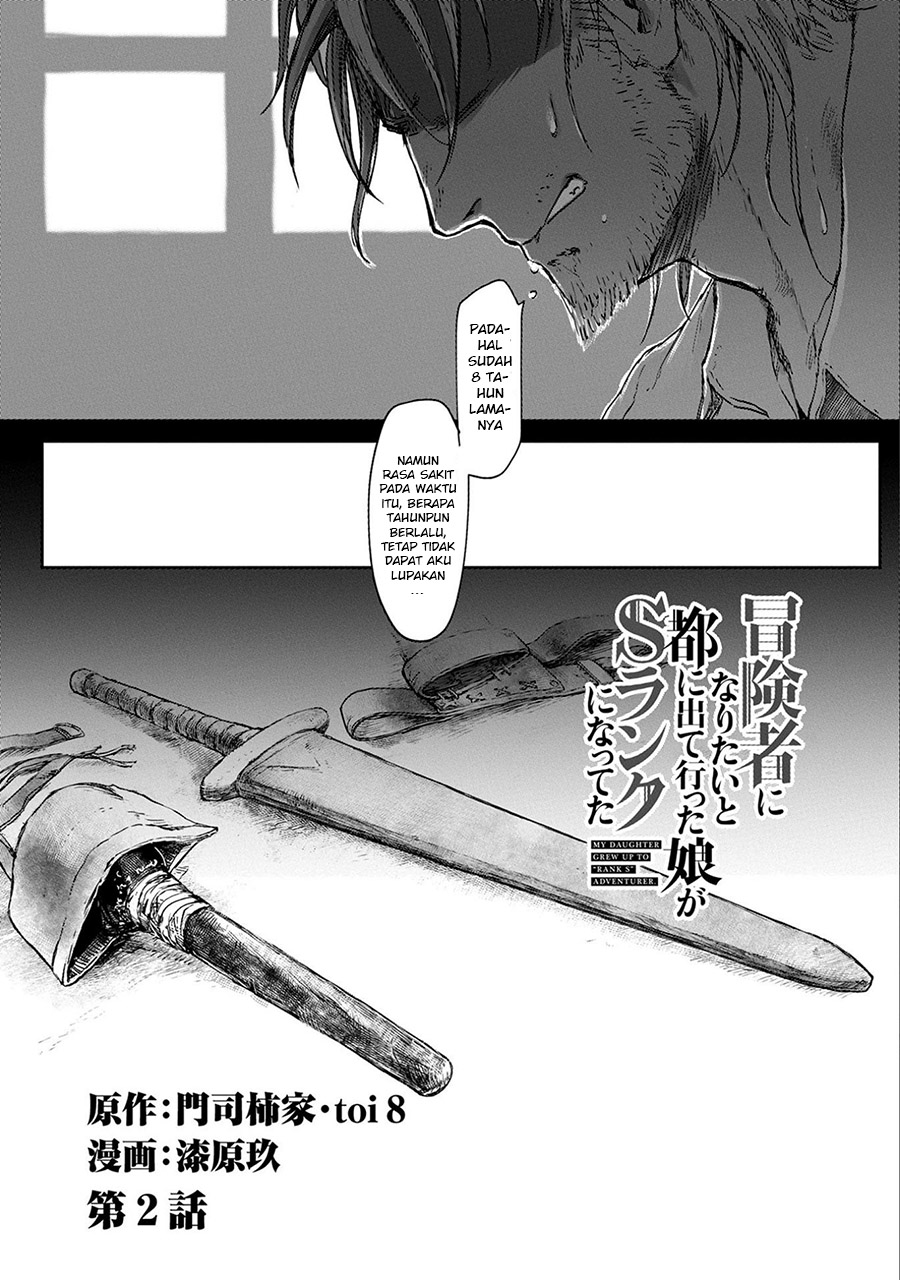 PADA-
HAL
SUDAH
8 TA-
HUN
LAMA-
NYA
NAMUN
RASA SAKIT
PADA WAKTU
ITU, BERAPA
TAHUNPUN
BERLALU,
TETAP TIDAK
DAPAT AKU
LUPAKAN
...
冒険者に
なりたいと
都に出て行った娘が
Sランク
になってた
MY DAUGHTER
GREW UP TO
"RANK S"
ADVENTURER.
原作：門司柿家・toi8
漫画：漆原玖
第2話